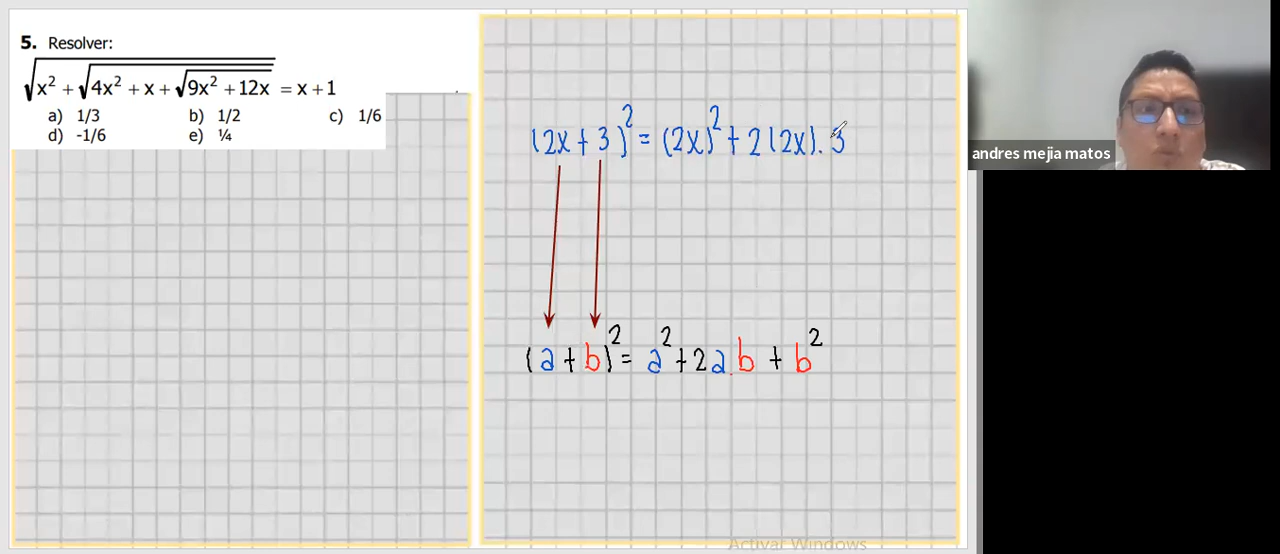 5. Resolver:
√(x² + √(4x² + x + √(9x² + 12x))) = x + 1
a) 1/3 b) 1/2 c) 1/6
d) -1/6 e) ¼
(2x + 3)² = (2x)² + 2(2x). 3
(a + b)² = a² + 2a.b + b²
andres mejia matos
Activar Windows